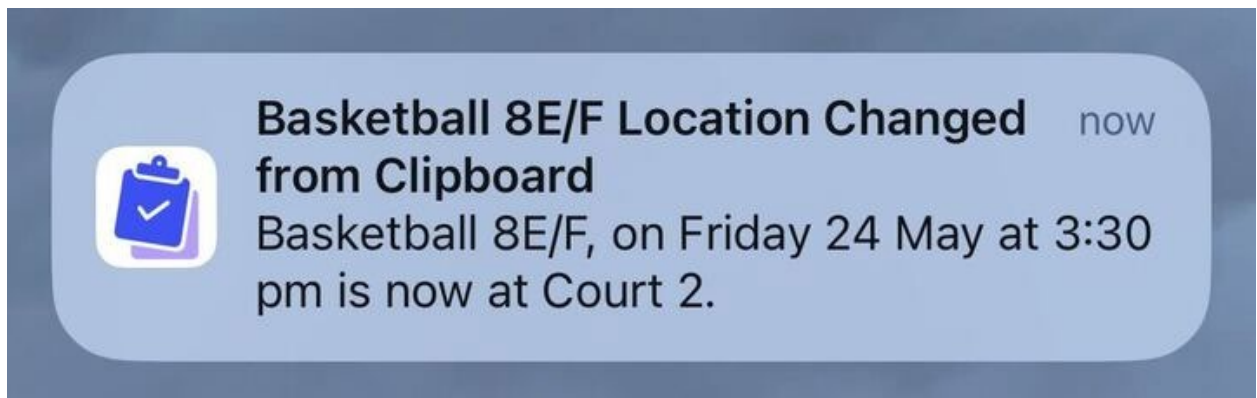 Basketball 8E/F Location Changed now
from Clipboard
Basketball 8E/F, on Friday 24 May at 3:30
pm is now at Court 2.